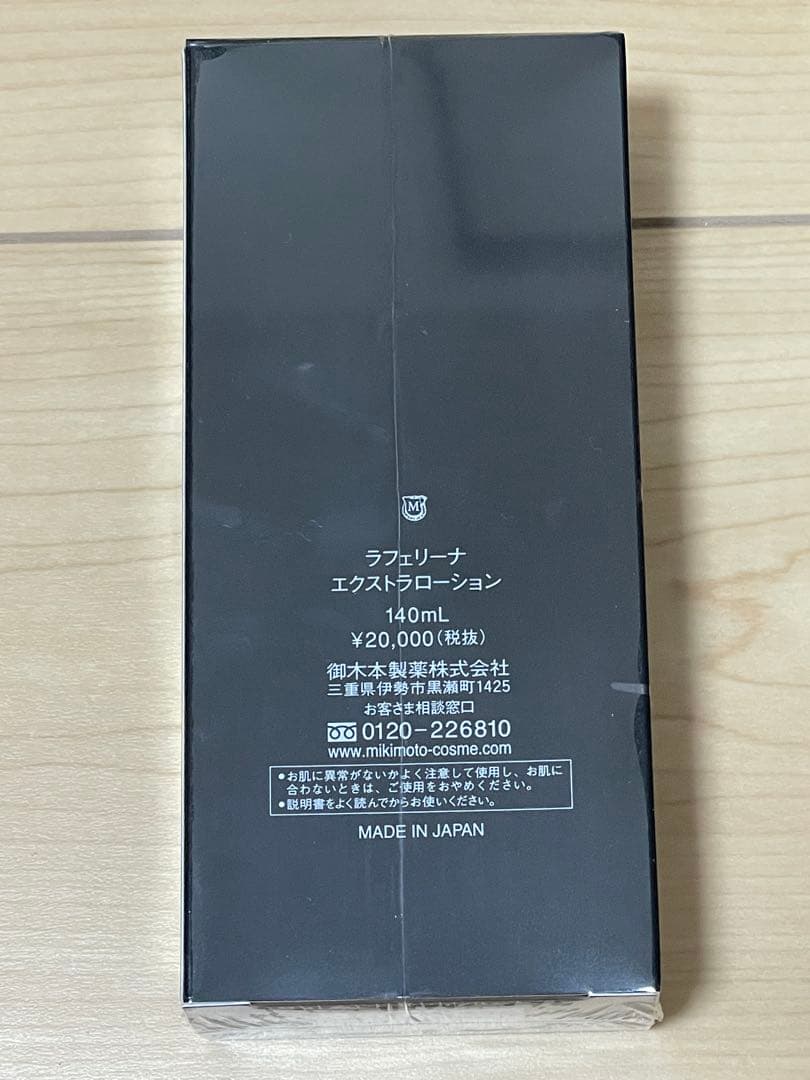 M
ラフェリーナ
エクストラローション
140mL
¥20,000(税抜)
御木本製薬株式会社
三重県伊勢市黒瀬町1425
お客さま相談窓口
0120-226810
www.mikimoto-cosme.com
●お肌に異常がないかよく注意して使用し、お肌に
合わないときは、ご使用をおやめください。
●説明書をよく読んでからお使いください。
MADE IN JAPAN